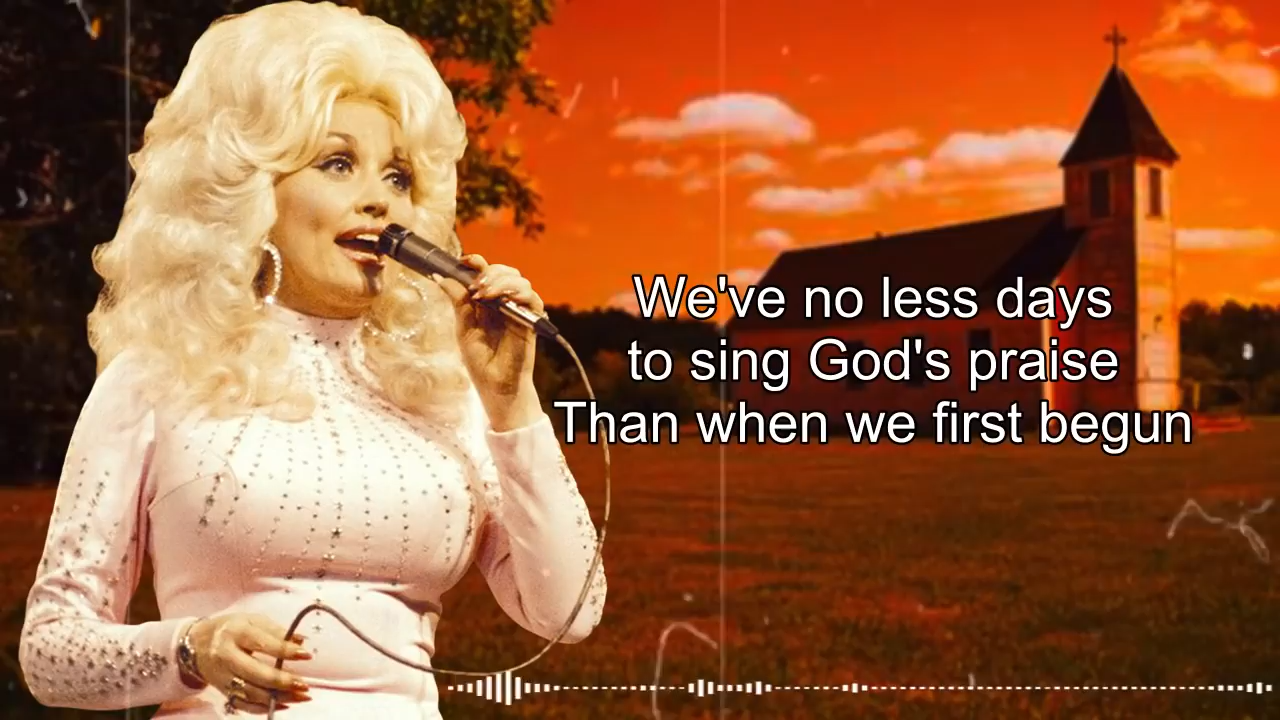 We've no less days
to sing God's praise
Than when we first begun